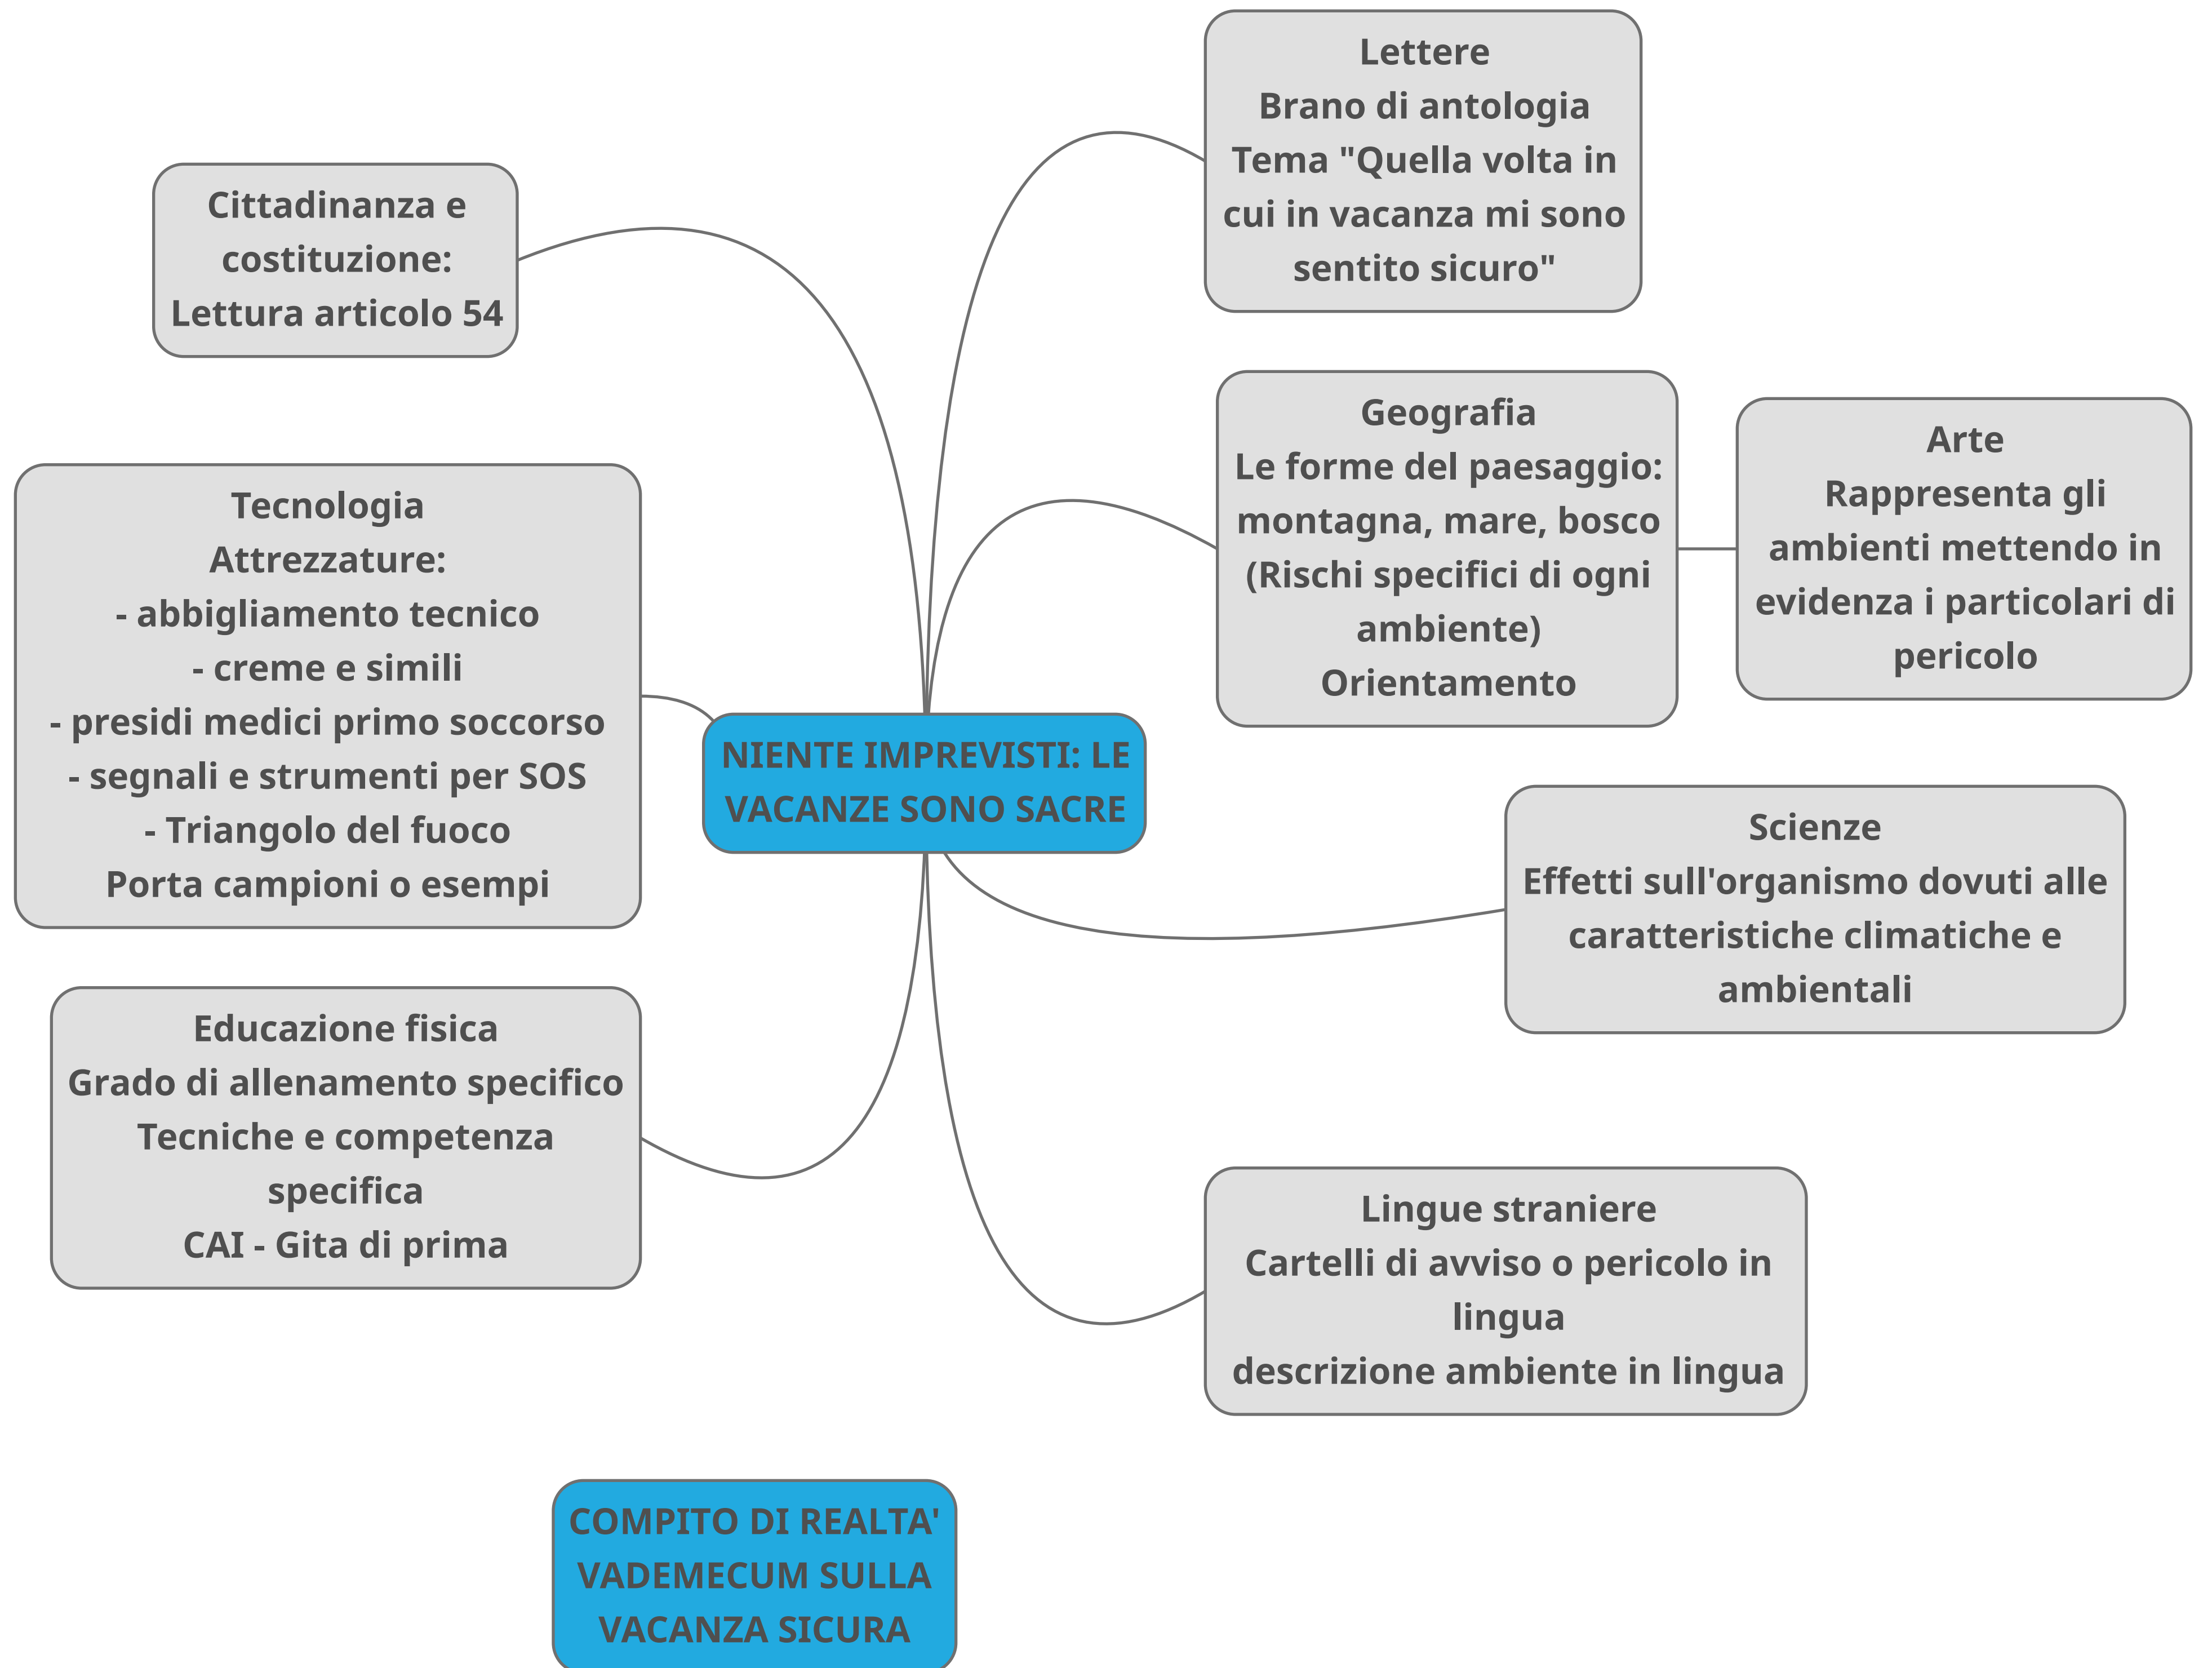 Lettere
Brano di antologia
Tema "Quella volta in
cui in vacanza mi sono
sentito sicuro"
Cittadinanza e
costituzione:
Lettura articolo 54
Geografia
Le forme del paesaggio:
montagna, mare, bosco
(Rischi specifici di ogni
ambiente)
Orientamento
Arte
Rappresenta gli
ambienti mettendo in
evidenza i particolari di
pericolo
Tecnologia
Attrezzature:
- abbigliamento tecnico
- creme e simili
- presidi medici primo soccorso
- segnali e strumenti per SOS
- Triangolo del fuoco
Porta campioni o esempi
NIENTE IMPREVISTI: LE
VACANZE SONO SACRE
Scienze
Effetti sull'organismo dovuti alle
caratteristiche climatiche e
ambientali
Educazione fisica
Grado di allenamento specifico
Tecniche e competenza
specifica
CAI - Gita di prima
Lingue straniere
Cartelli di avviso o pericolo in
lingua
descrizione ambiente in lingua
COMPITO DI REALTA'
VADEMECUM SULLA
VACANZA SICURA